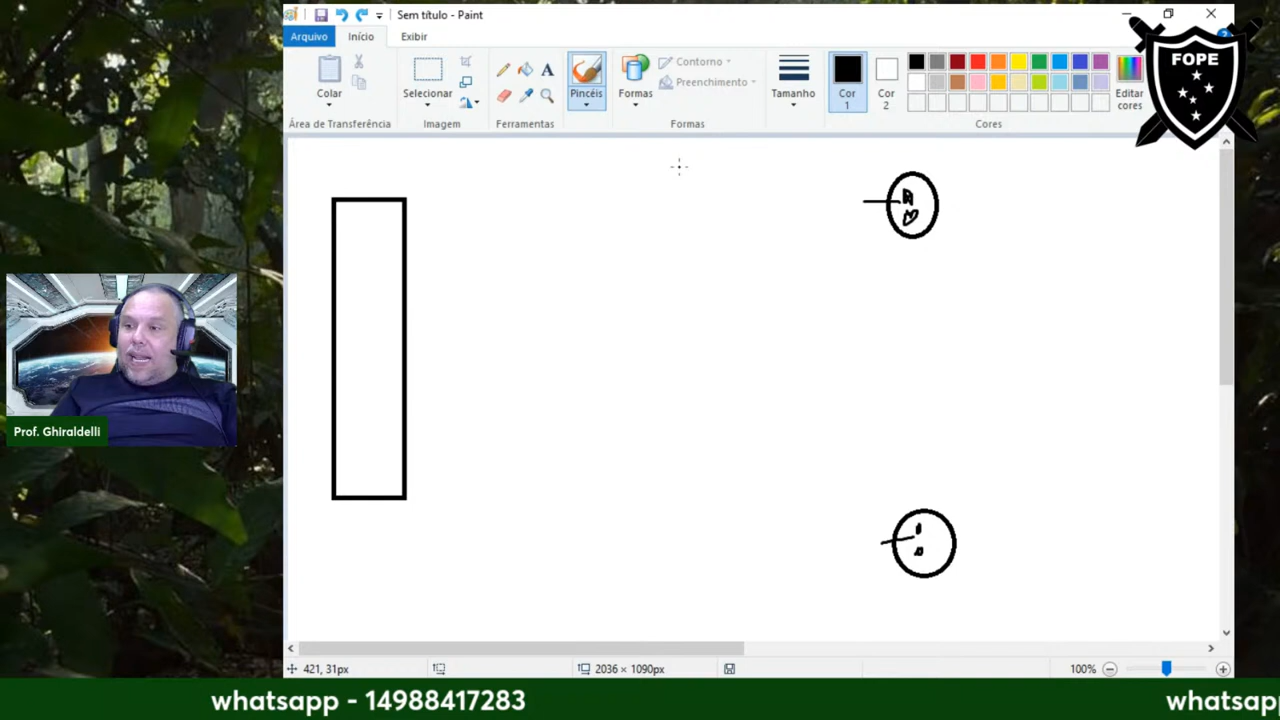 Sem título - Paint
FOPE
Arquivo Início Exibir
Contorno
Preenchimento
Colar Selecionar Pincéis Formas Tamanho Cor 1 Cor 2 Editar cores
Área de Transferência Imagem Ferramentas Formas Cores
Prof. Ghiraldelli
421, 31px 2036 × 1090px 100%
whatsapp - 14988417283 whatsapp